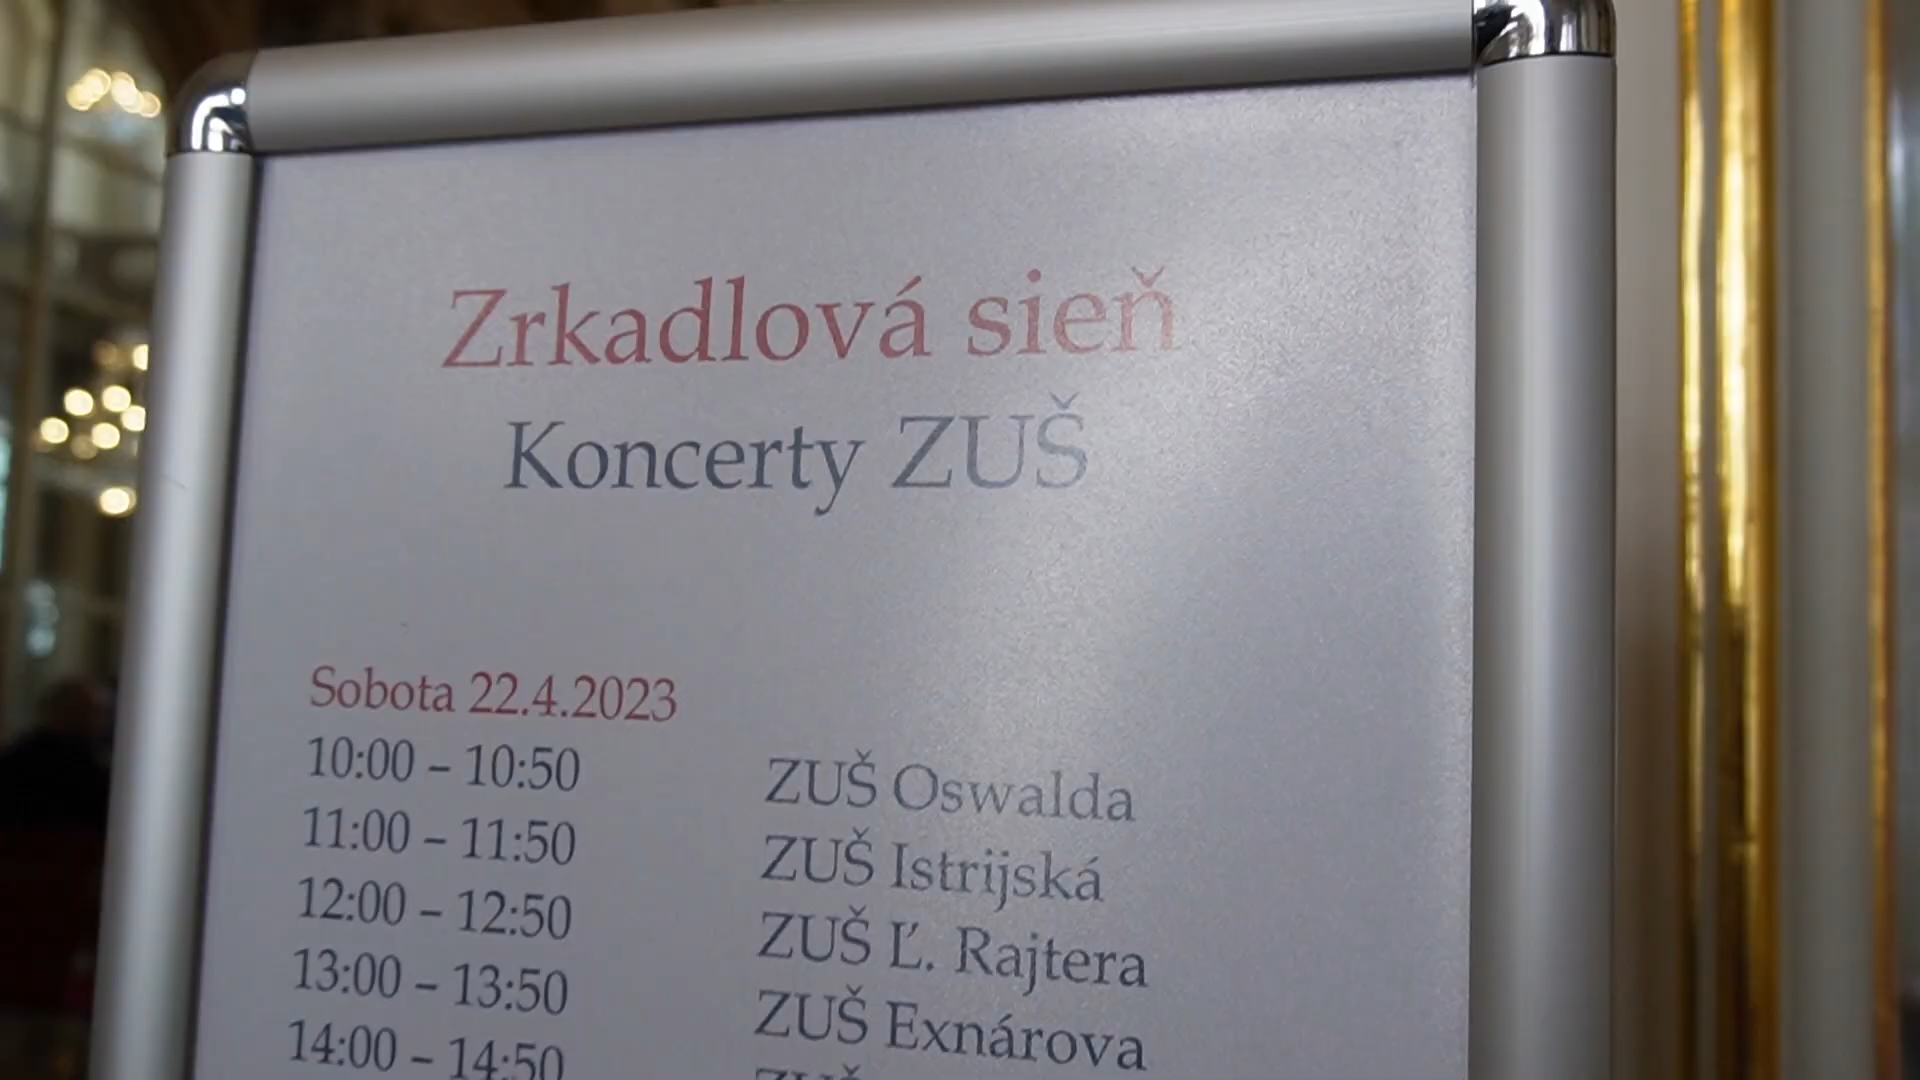 Zrkadlová sieň
Koncerty ZUŠ
Sobota 22.4.2023
10:00 – 10:50 ZUŠ Oswalda
11:00 – 11:50 ZUŠ Istrijská
12:00 – 12:50 ZUŠ Ľ. Rajtera
13:00 – 13:50 ZUŠ Exnárova
14:00 – 14:50 ZUŠ